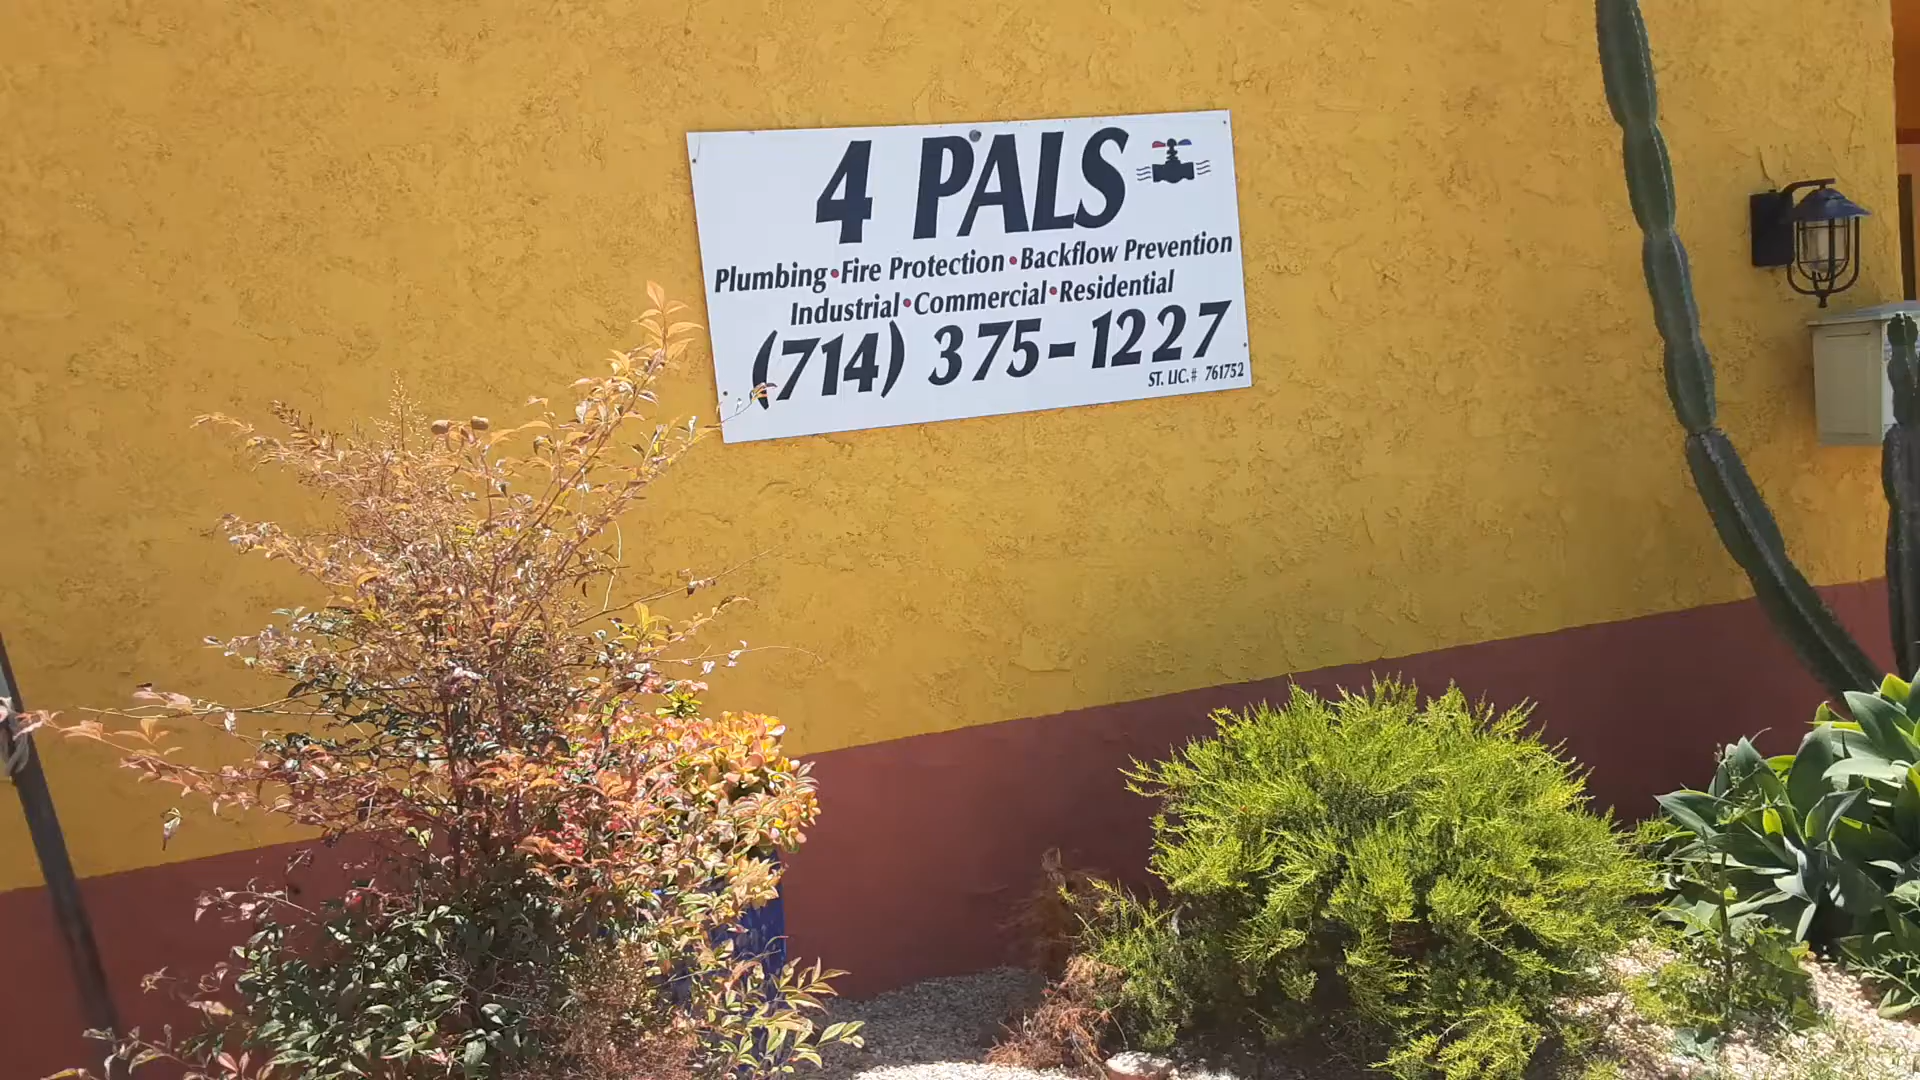 4 PALS
Plumbing•Fire Protection•Backflow Prevention
Industrial•Commercial•Residential
(714) 375-1227
ST. LIC.# 761752